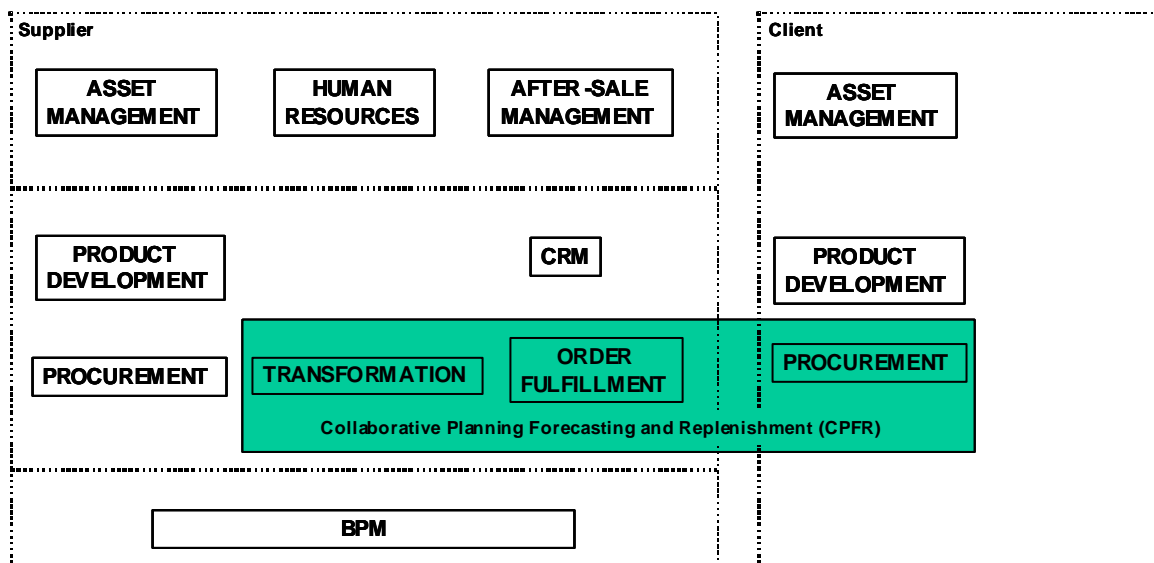 Supplier
Client
ASSET
MANAGEMENT
HUMAN
RESOURCES
AFTER-SALE
MANAGEMENT
ASSET
MANAGEMENT
PRODUCT
DEVELOPMENT
CRM
PRODUCT
DEVELOPMENT
PROCUREMENT
TRANSFORMATION
ORDER
FULFILLMENT
PROCUREMENT
Collaborative Planning Forecasting and Replenishment (CPFR)
BPM